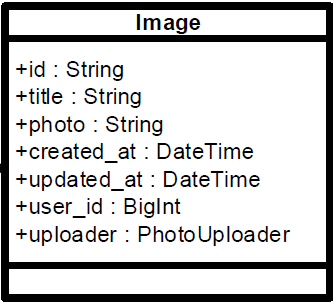 Image
+id : String
+title : String
+photo : String
+created_at : DateTime
+updated_at : DateTime
+user_id : BigInt
+uploader : PhotoUploader